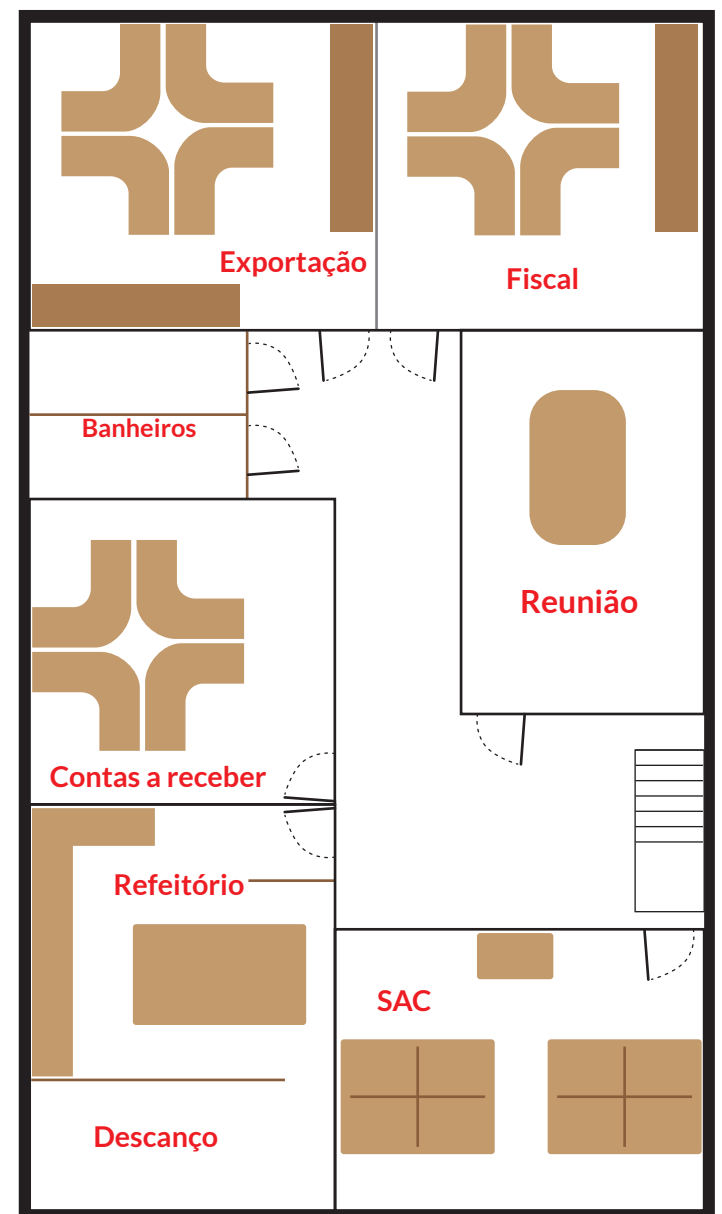 Exportação
Fiscal
Banheiros
Reunião
Contas a receber
Refeitório
SAC
Descanço